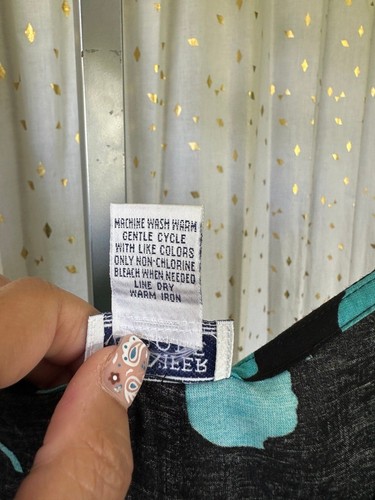 MACHINE WASH WARM
GENTLE CYCLE
WITH LIKE COLORS
ONLY NON-CHLORINE
BLEACH WHEN NEEDED
LINE DRY
WARM IRON